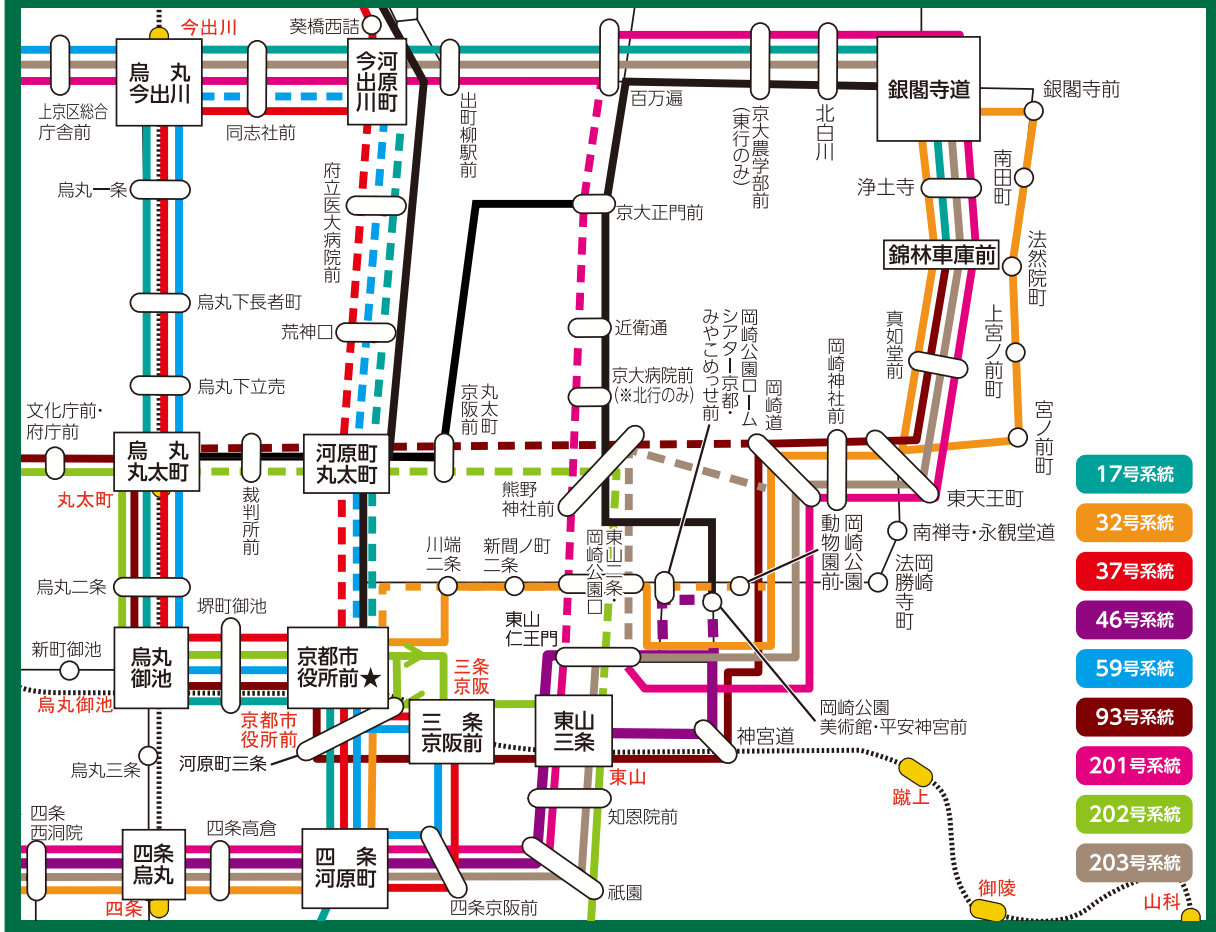 今出川
葵橋西詰
烏丸
今出川
河原町
今出川
上京区総合
庁舎前
同志社前
出町柳駅前
百万遍
京大農学部前
(東行のみ)
北白川
銀閣寺道
銀閣寺前
烏丸一条
府立医大病院前
京大正門前
浄土寺
南田町
錦林車庫前
法然院町
烏丸下長者町
荒神口
近衛通
岡崎公園ローム
シアター京都・
みやこめっせ前
真如堂前
上宮ノ前町
烏丸下立売
京大病院前
(※北行のみ)
岡崎道
岡崎神社前
文化庁前・
府庁前
丸太町
京阪前
宮ノ前町
烏丸
丸太町
河原町
丸太町
丸太町
裁判所前
熊野
神社前
東天王町
17号系統
32号系統
37号系統
46号系統
59号系統
93号系統
201号系統
202号系統
203号系統
岡崎公園
動物園前
南禅寺・永観堂道
岡崎
法勝寺町
川端
二条
新間ノ町
二条
東山二条・
岡崎公園口
烏丸二条
堺町御池
東山
仁王門
新町御池
烏丸
御池
京都市
役所前★
烏丸御池
京都市
役所前
三条
京阪
三条
京阪前
東山
三条
岡崎公園
美術館・平安神宮前
神宮道
烏丸三条
河原町三条
東山
蹴上
四条
西洞院
四条高倉
知恩院前
四条
烏丸
四条
河原町
四条
四条京阪前
祇園
御陵
山科